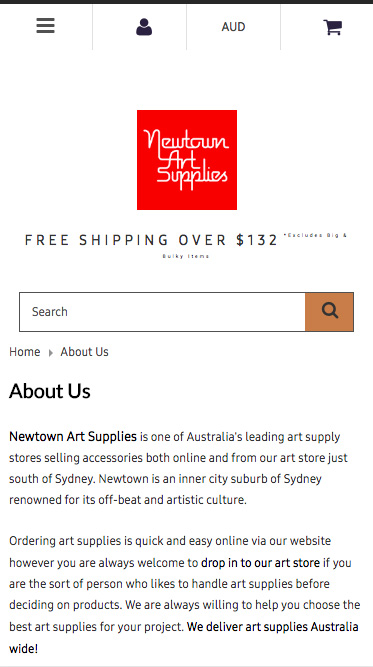 AUD
Newtown
Art
Supplies
FREE SHIPPING OVER $132 *Excludes Big &
Bulky Items
Search
Home About Us
About Us
Newtown Art Supplies is one of Australia's leading art supply
stores selling accessories both online and from our art store just
south of Sydney. Newtown is an inner city suburb of Sydney
renowned for its off-beat and artistic culture.
Ordering art supplies is quick and easy online via our website
however you are always welcome to drop in to our art store if you
are the sort of person who likes to handle art supplies before
deciding on products. We are always willing to help you choose the
best art supplies for your project. We deliver art supplies Australia
wide!